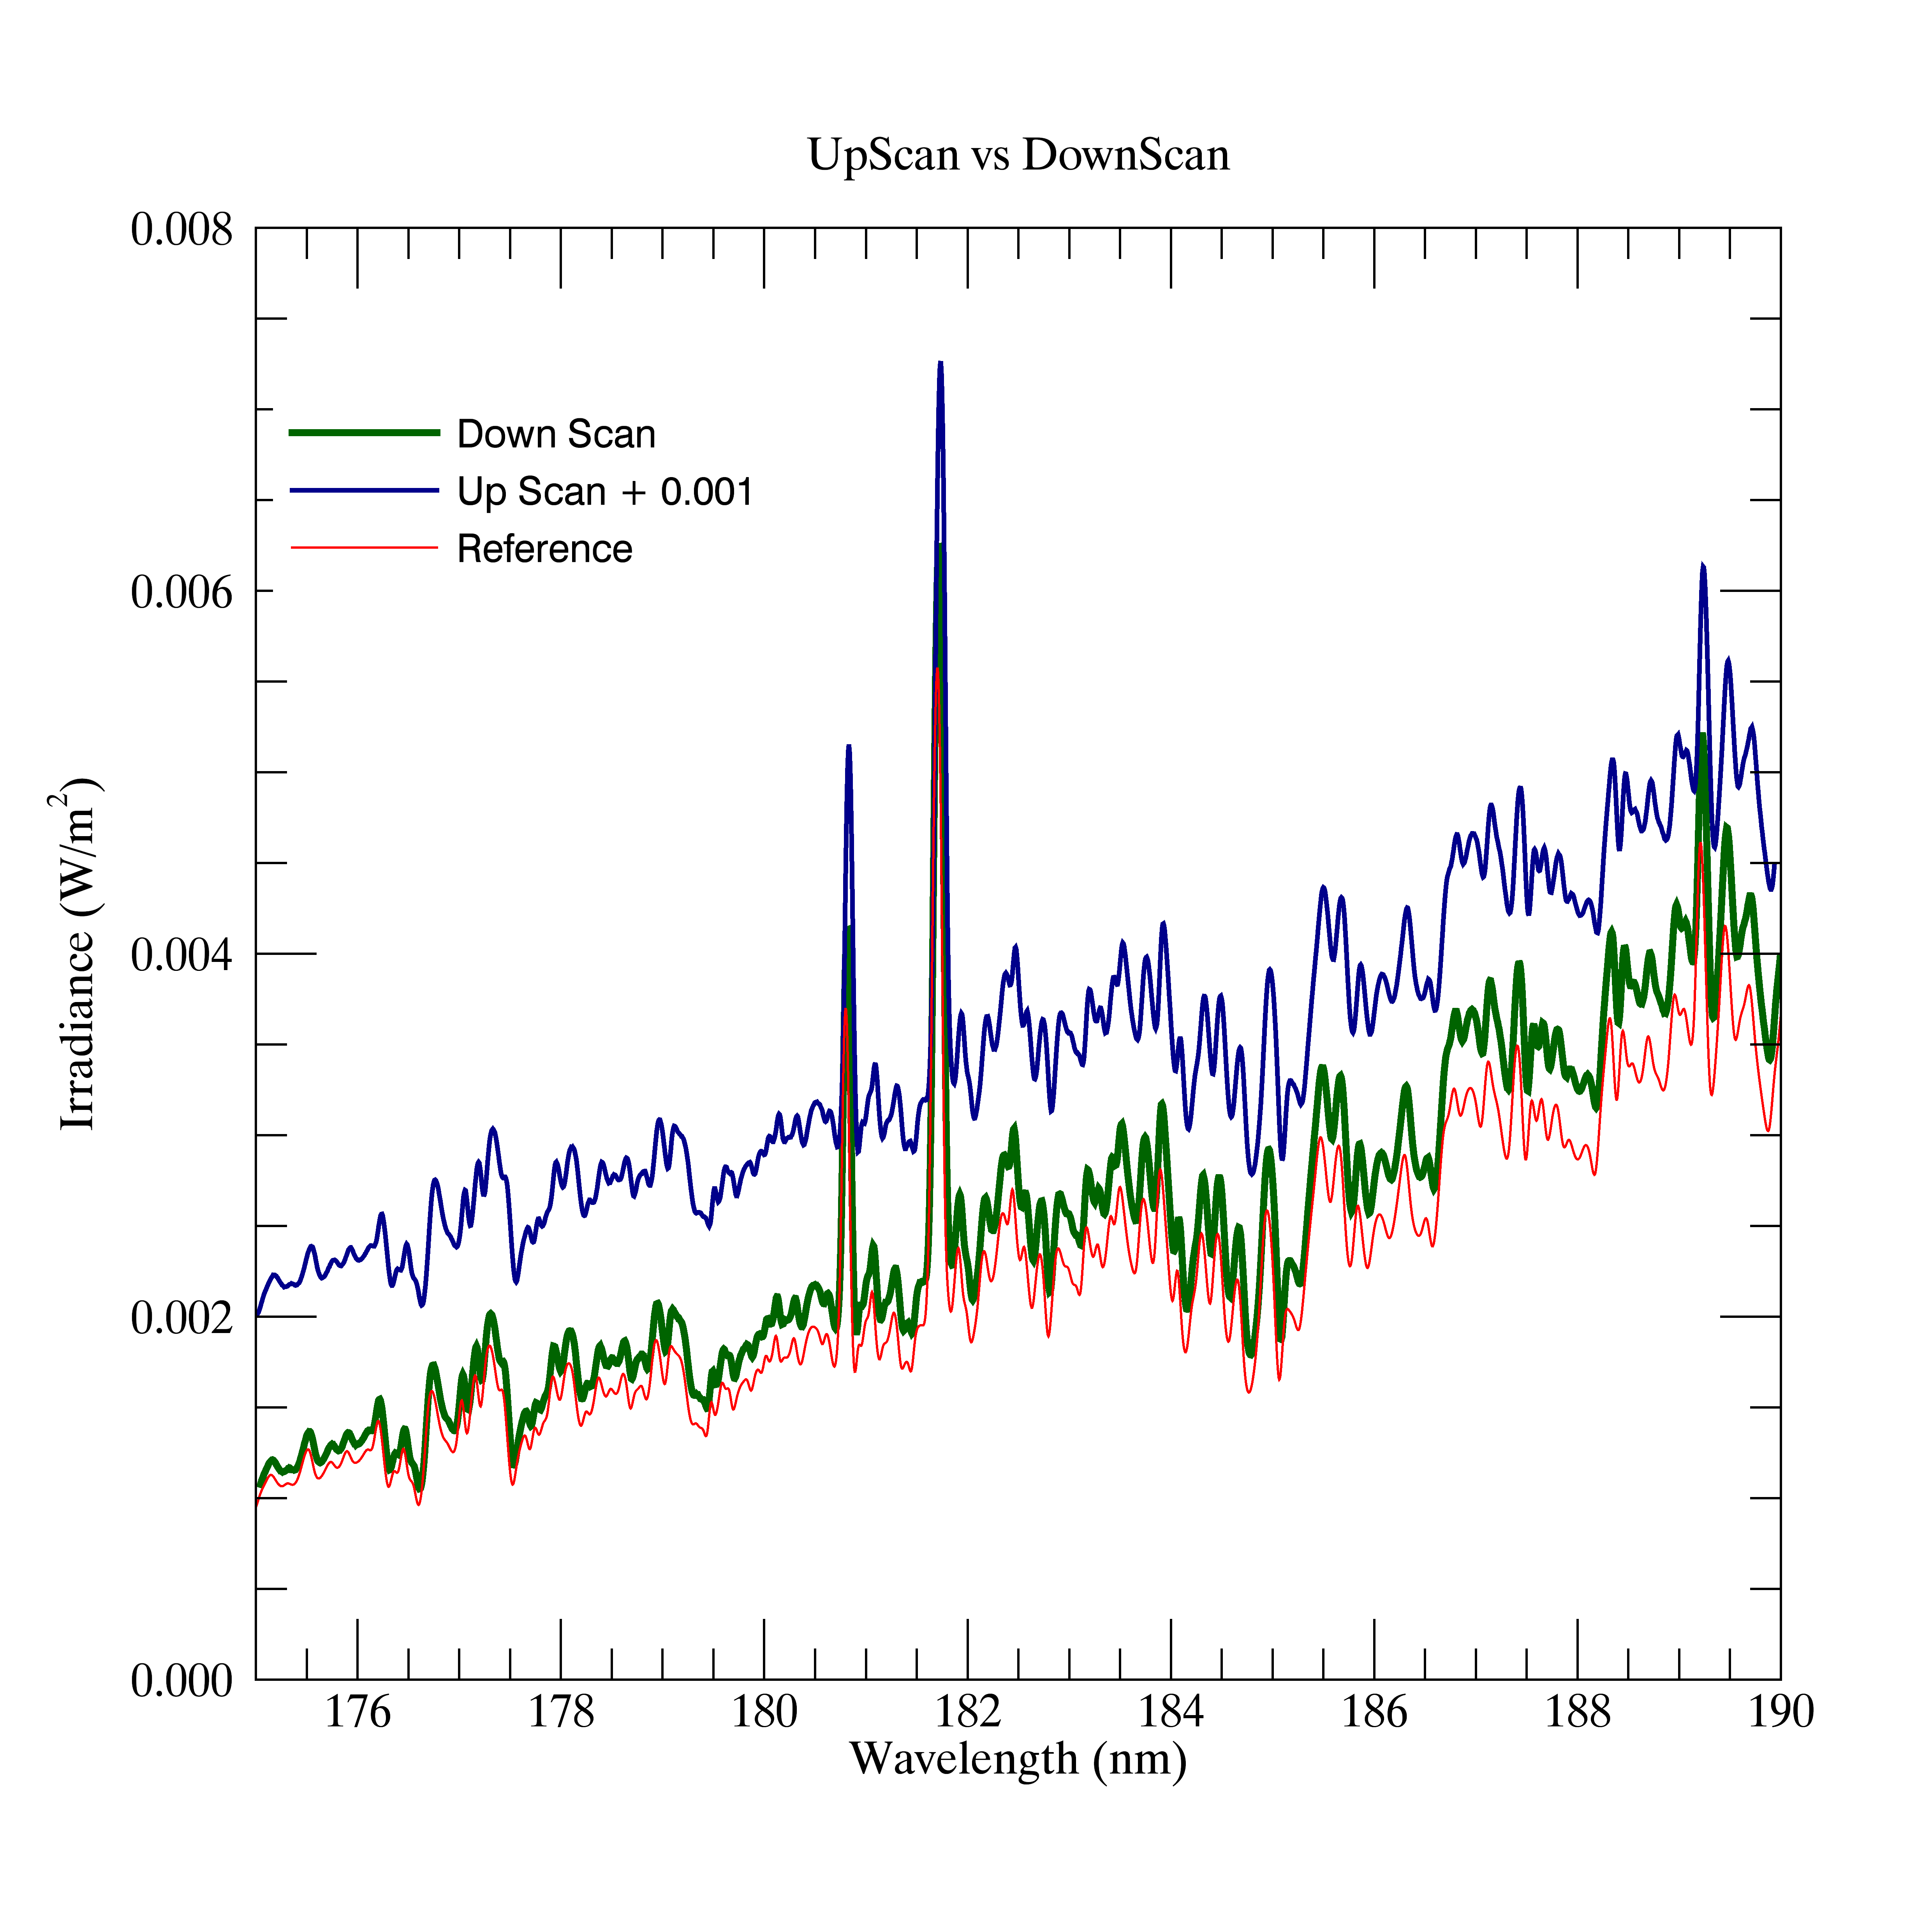 UpScan vs DownScan
0.008
Down Scan
Up Scan + 0.001
Reference
0.006
0.004
0.002
0.000
Irradiance (W/m²)
176 178 180 182 184 186 188 190
Wavelength (nm)